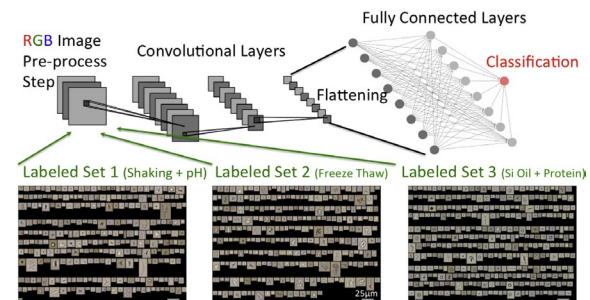 Fully Connected Layers
RGB Image
Pre-process
Step
Convolutional Layers
Classification
Flattening
Labeled Set 1 (Shaking + pH)
Labeled Set 2 (Freeze Thaw)
Labeled Set 3 (Si Oil + Protein)
25μm